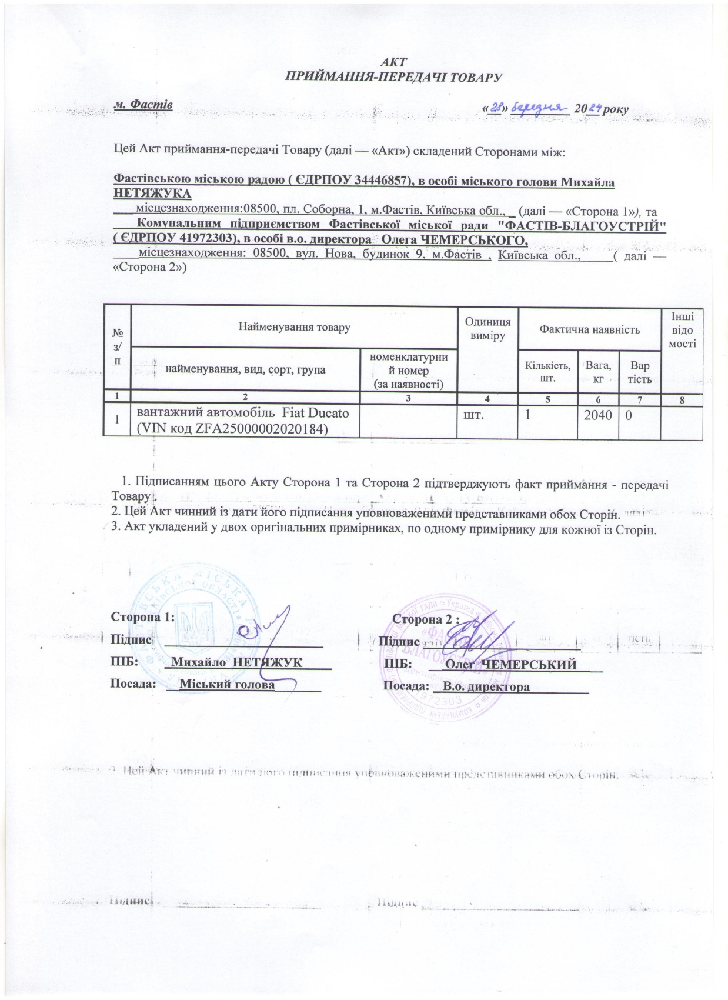 АКТ
ПРИЙМАННЯ-ПЕРЕДАЧІ ТОВАРУ
м. Фастів
«28» березня 2024 року
Цей Акт приймання-передачі Товару (далі — «Акт») складений Сторонами між:
Фастівською міською радою ( ЄДРПОУ 34446857), в особі міського голови Михайла
НЕТЯЖУКА
місцезнаходження:08500, пл. Соборна, 1, м.Фастів, Київська обл., _ (далі — «Сторона 1»), та
Комунальним підприємством Фастівської міської ради "ФАСТІВ-БЛАГОУСТРІЙ"
( ЄДРПОУ 41972303), в особі в.о. директора Олега ЧЕМЕРСЬКОГО,
місцезнаходження: 08500, вул. Нова, будинок 9, м.Фастів , Київська обл., ( далі —
«Сторона 2»)
№ з/п
Найменування товару
Одиниця виміру
Фактична наявність
Інші відо мості
найменування, вид, сорт, група
номенклатурни й номер (за наявності)
Кількість, шт.
Вага, кг
Вар тість
1 2 3 4 5 6 7 8
1 вантажний автомобіль Fiat Ducato шт. 1 2040 0
(VIN код ZFA25000002020184)
1. Підписанням цього Акту Сторона 1 та Сторона 2 підтверджують факт приймання - передачі
Товару .
2. Цей Акт чинний із дати його підписання уповноваженими представниками обох Сторін.
3. Акт укладений у двох оригінальних примірниках, по одному примірнику для кожної із Сторін.
Сторона 1: Сторона 2 :
Підпис Підпис
ПІБ: Михайло НЕТЯЖУК ПІБ: Олег ЧЕМЕРСЬКИЙ
Посада: Міський голова Посада: В.о. директора
2. Цей Акт чинний із дати його підписання уповноваженими представниками обох Сторін.
Підпис Підпис